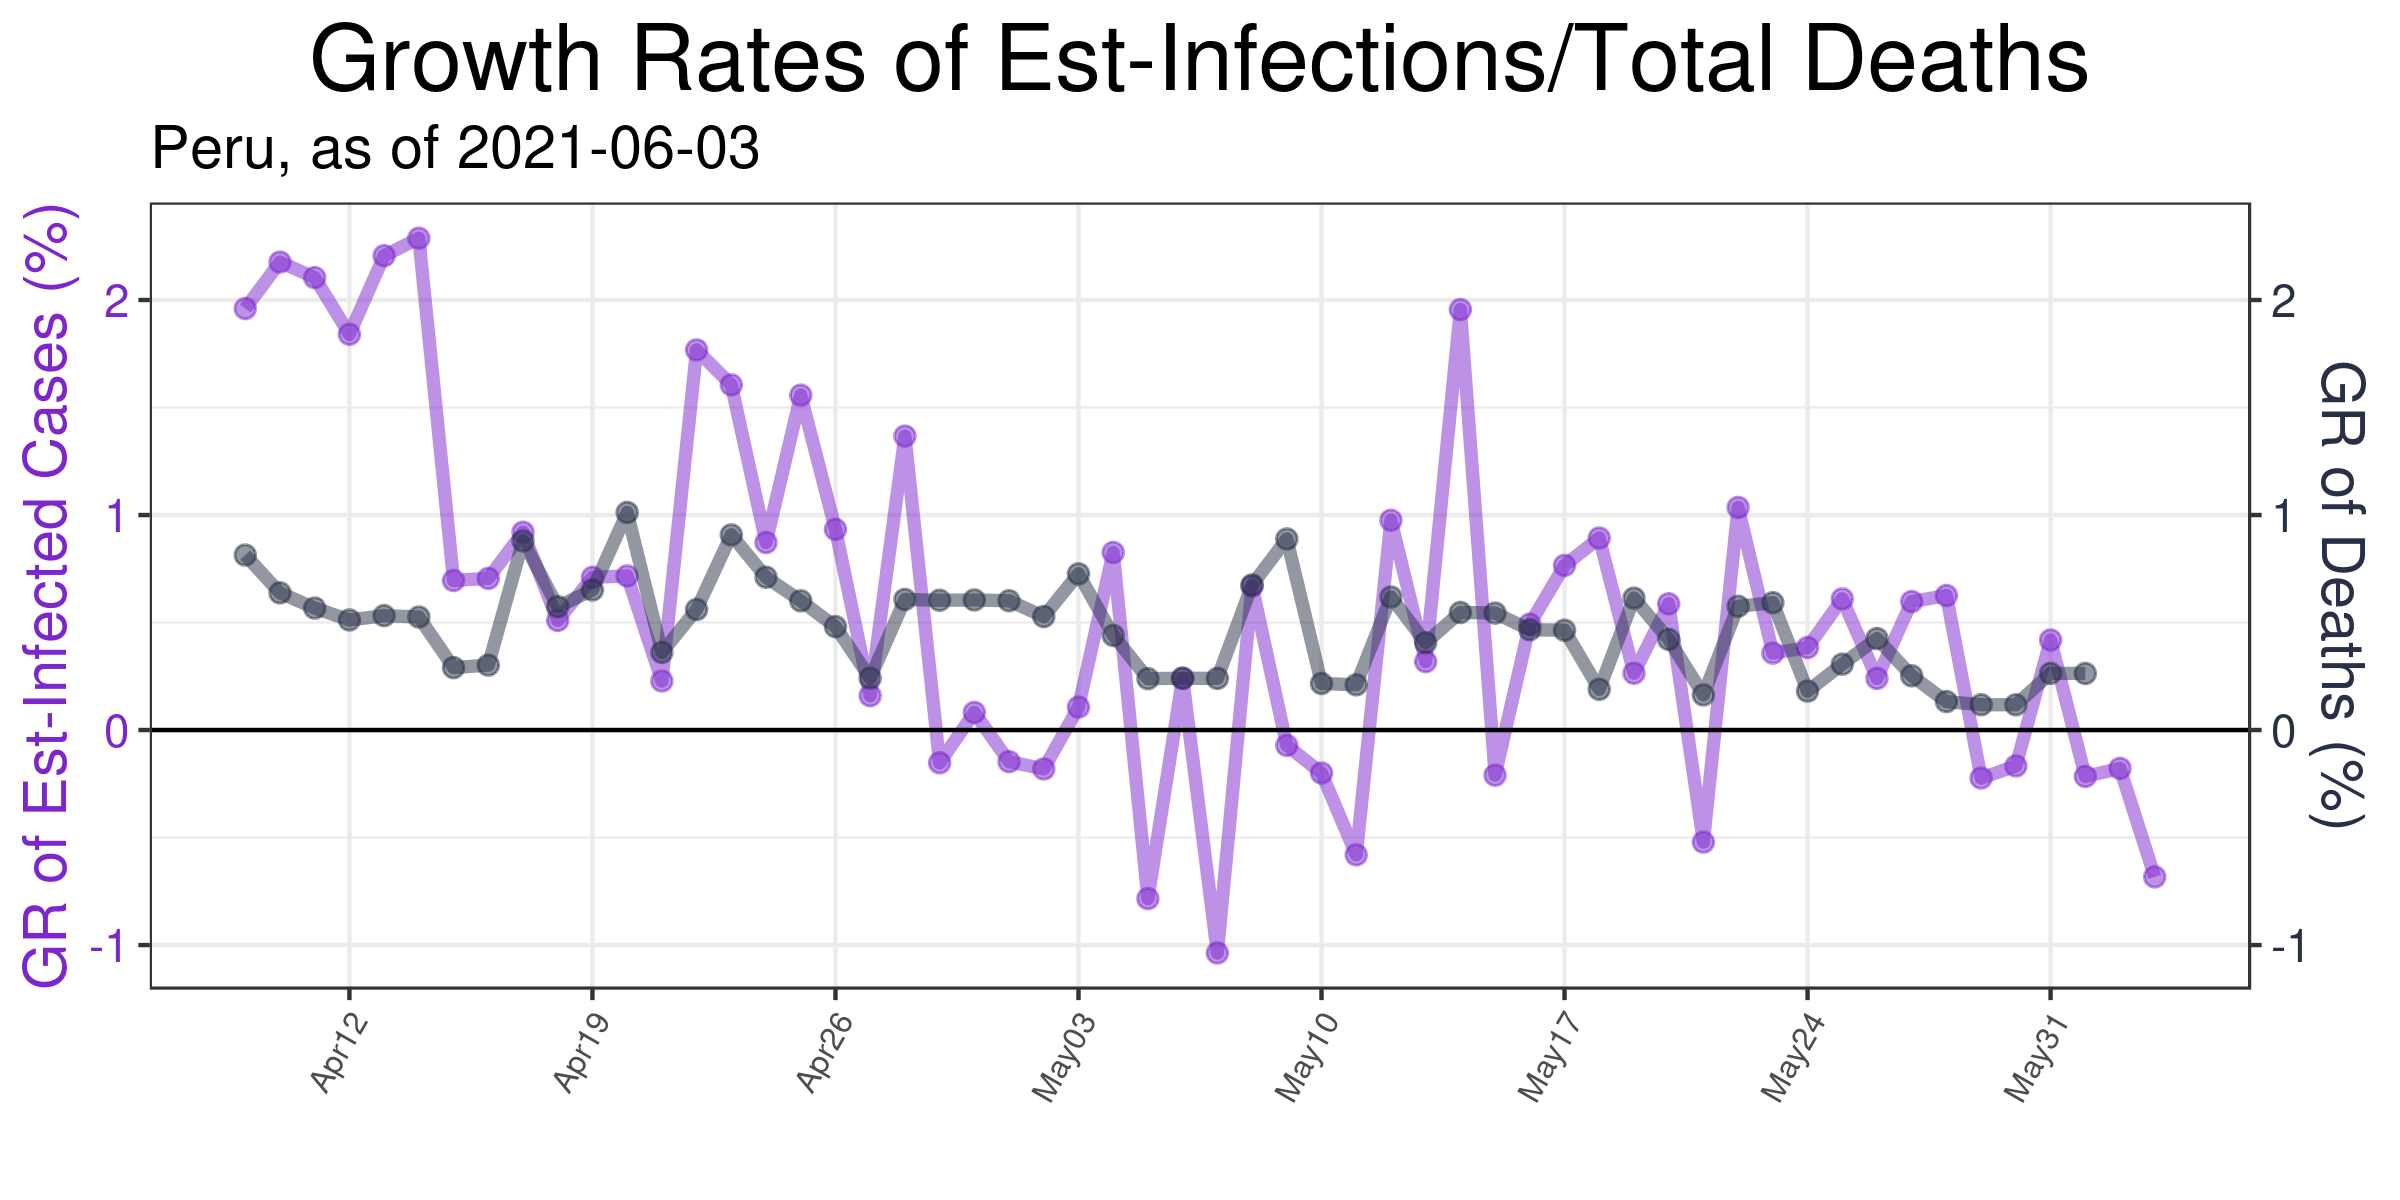 Growth Rates of Est-Infections/Total Deaths
Peru, as of 2021-06-03
GR of Est-Infected Cases (%)
2
1
0
-1
2
1
0
-1
GR of Deaths (%)
Apr12
Apr19
Apr26
May03
May10
May17
May24
May31